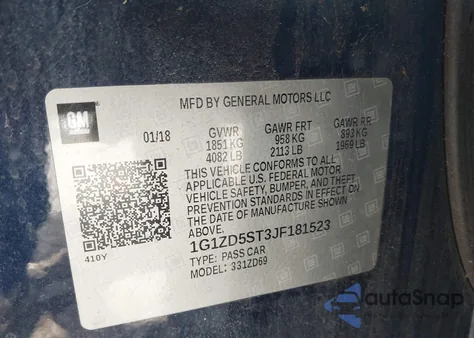 GM
MFD BY GENERAL MOTORS LLC
01/18 GVWR GAWR FRT GAWR RR
1851 KG 958 KG 893 KG
4082 LB 2113 LB 1969 LB
THIS VEHICLE CONFORMS TO ALL
APPLICABLE U.S. FEDERAL MOTOR
VEHICLE SAFETY, BUMPER, AND THEFT
PREVENTION STANDARDS IN EFFECT
ON THE DATE OF MANUFACTURE SHOWN
ABOVE.
1G1ZD5ST3JF181523
TYPE: PASS CAR
MODEL: 331ZD69
410Y
autaSnap